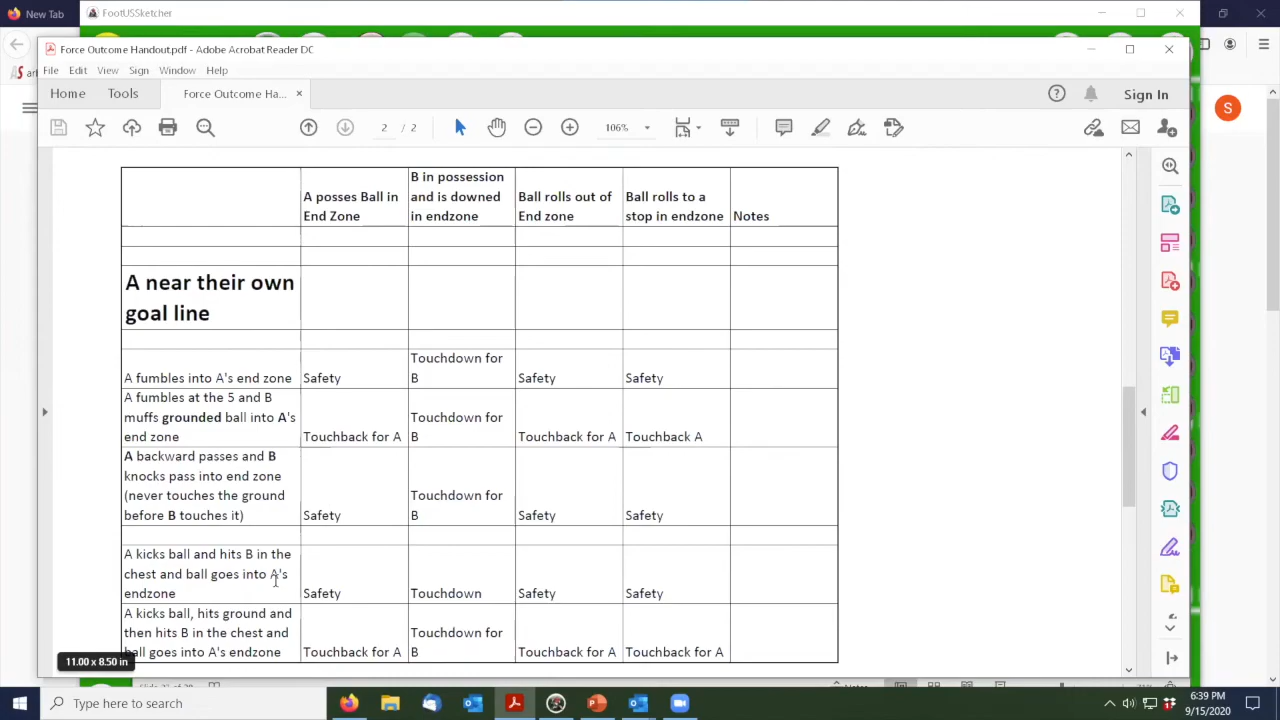 New Tab
FootUSSketcher
Force Outcome Handout.pdf - Adobe Acrobat Reader DC
File Edit View Sign Window Help
Home Tools Force Outcome Ha... × Sign In
2 / 2 106%
S
A posses Ball in End Zone
B in possession and is downed in endzone
Ball rolls out of End zone
Ball rolls to a stop in endzone
Notes
A near their own
goal line
A fumbles into A's end zone
Safety
Touchdown for B
Safety
Safety
A fumbles at the 5 and B
muffs grounded ball into A's
end zone
Touchback for A
Touchdown for B
Touchback for A
Touchback A
A backward passes and B
knocks pass into end zone
(never touches the ground
before B touches it)
Safety
Touchdown for B
Safety
Safety
A kicks ball and hits B in the
chest and ball goes into A's
endzone
Safety
Touchdown
Safety
Safety
A kicks ball, hits ground and
then hits B in the chest and
ball goes into A's endzone
Touchback for A
Touchdown for B
Touchback for A
Touchback for A
11.00 x 8.50 in
Type here to search
6:39 PM
9/15/2020